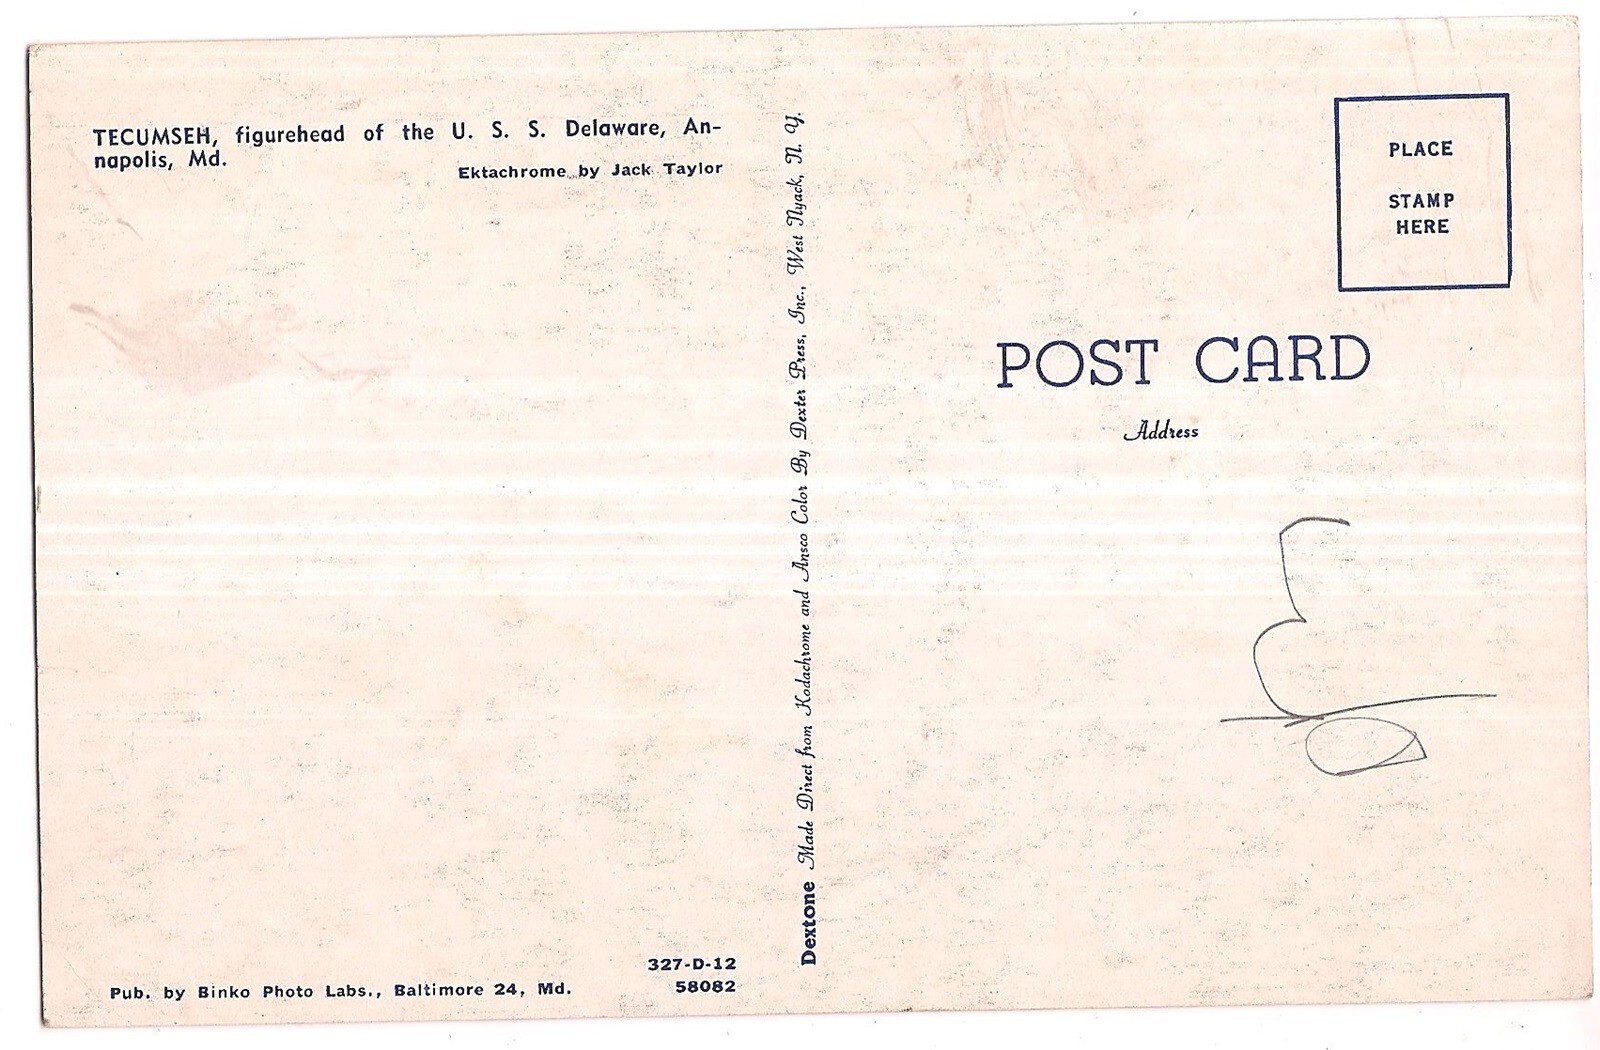 TECUMSEH, figurehead of the U. S. S. Delaware, An-
napolis, Md.
Ektachrome by Jack Taylor
327-D-12
58082
Pub. by Binko Photo Labs., Baltimore 24, Md.
Dextone Made Direct from Kodachrome and Ansco Color By Dexter Press, Inc., West Nyack, N. Y.
PLACE
STAMP
HERE
POST CARD
Address